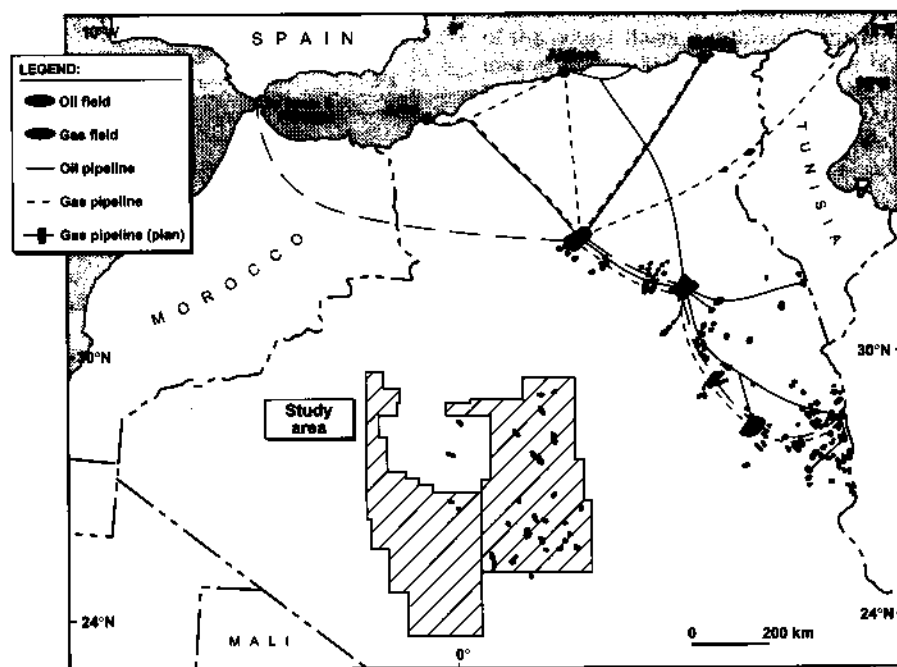 10°W
SPAIN
0°
LEGEND:
Oil field
Gas field
Oil pipeline
Gas pipeline
Gas pipeline (plan)
TUNISIA
MOROCCO
30°N
30°N
Study
area
24°N
24°N
MALI
0°
0 200 km